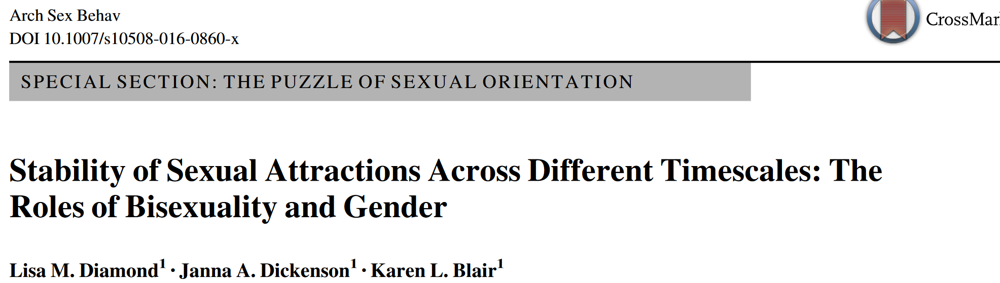 Arch Sex Behav
DOI 10.1007/s10508-016-0860-x
CrossMar
SPECIAL SECTION: THE PUZZLE OF SEXUAL ORIENTATION
Stability of Sexual Attractions Across Different Timescales: The
Roles of Bisexuality and Gender
Lisa M. Diamond¹ · Janna A. Dickenson¹ · Karen L. Blair¹